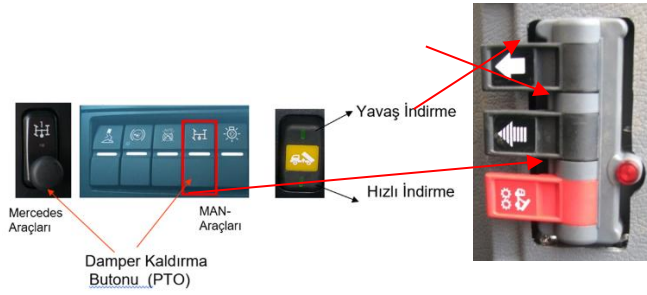 Yavaş İndirme
Hızlı İndirme
Mercedes
Araçları
MAN-
Araçları
Damper Kaldırma
Butonu (PTO)